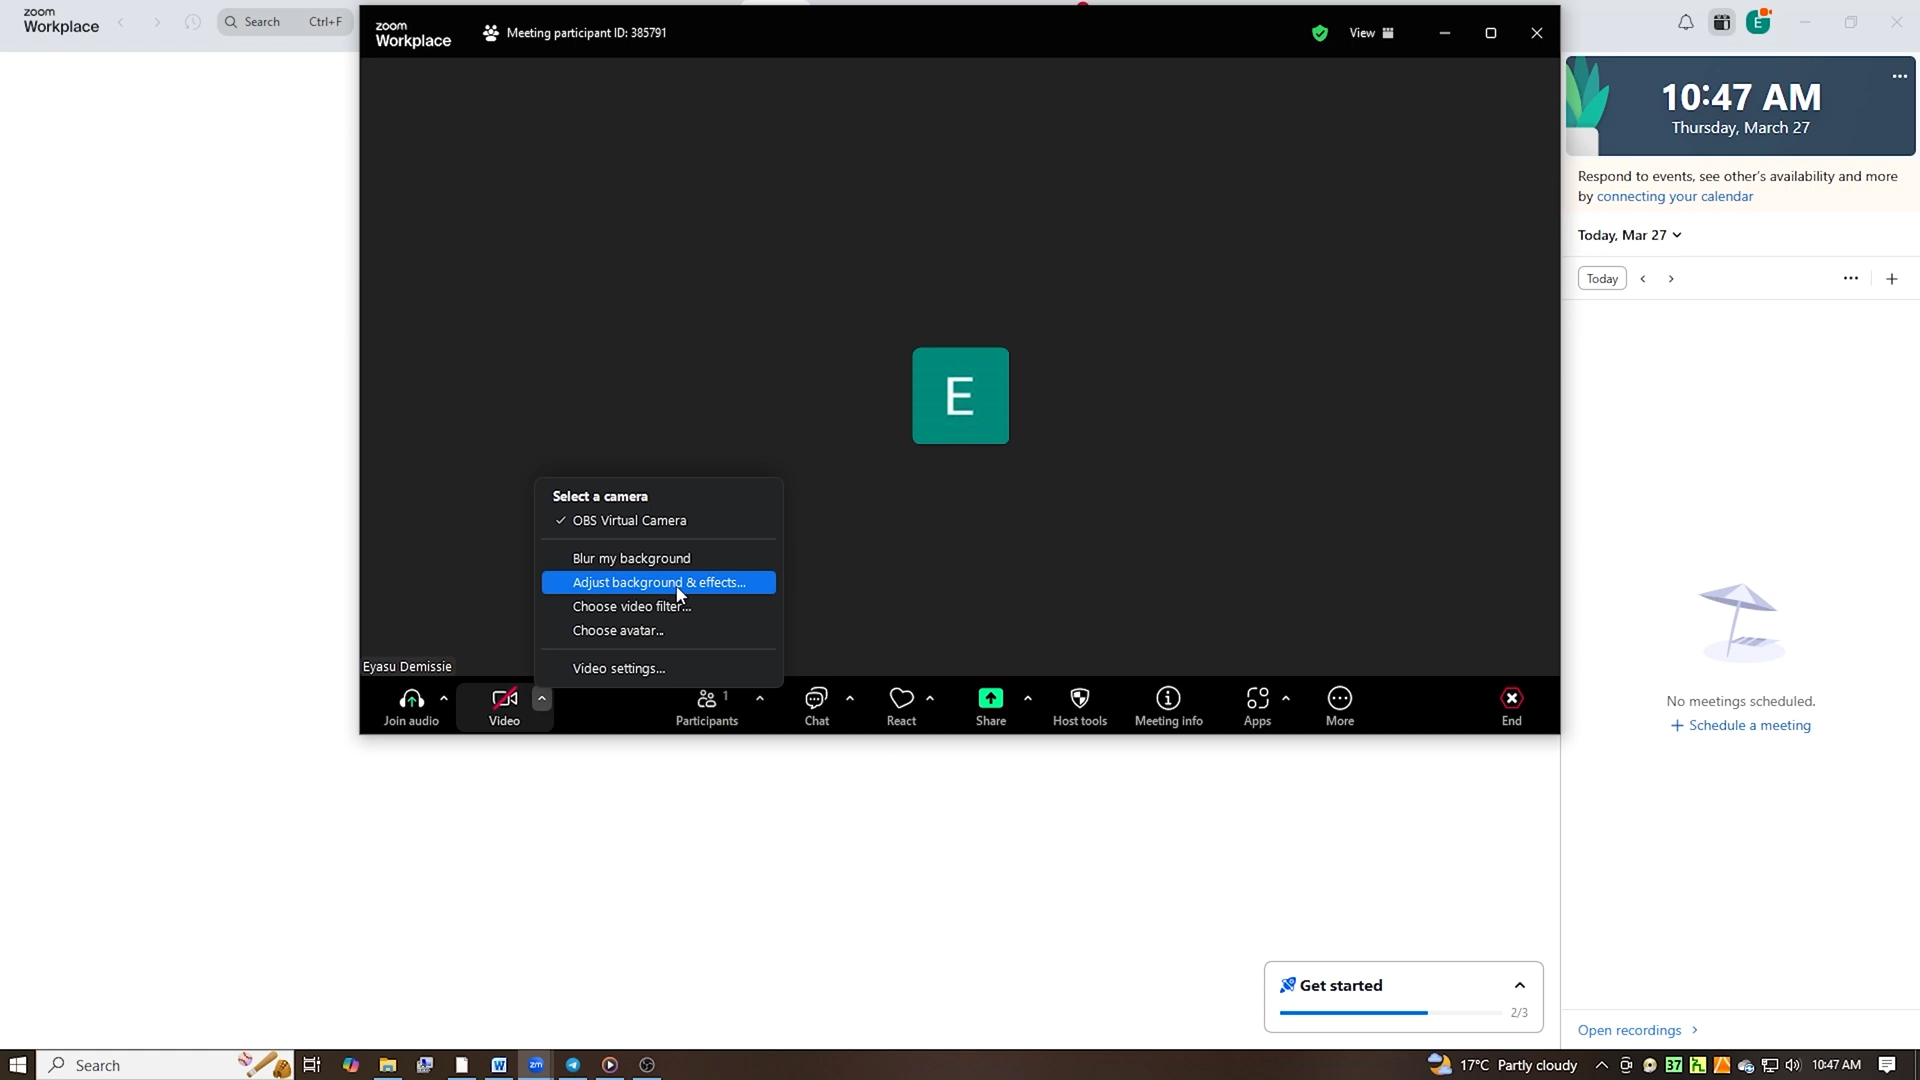 zoom
Workplace
Search Ctrl+F
E
zoom
Workplace
Meeting participant ID: 385791
View
E
Select a camera
✓ OBS Virtual Camera
Blur my background
Adjust background & effects...
Choose video filter...
Choose avatar...
Video settings...
Eyasu Demissie
Join audio
Video
Participants
1
Chat
React
Share
Host tools
Meeting info
Apps
More
End
10:47 AM
Thursday, March 27
Respond to events, see other's availability and more
by connecting your calendar
Today, Mar 27
Today
No meetings scheduled.
+ Schedule a meeting
Get started
2/3
Open recordings >
Search
W
zm
17°C Partly cloudy
37
10:47 AM